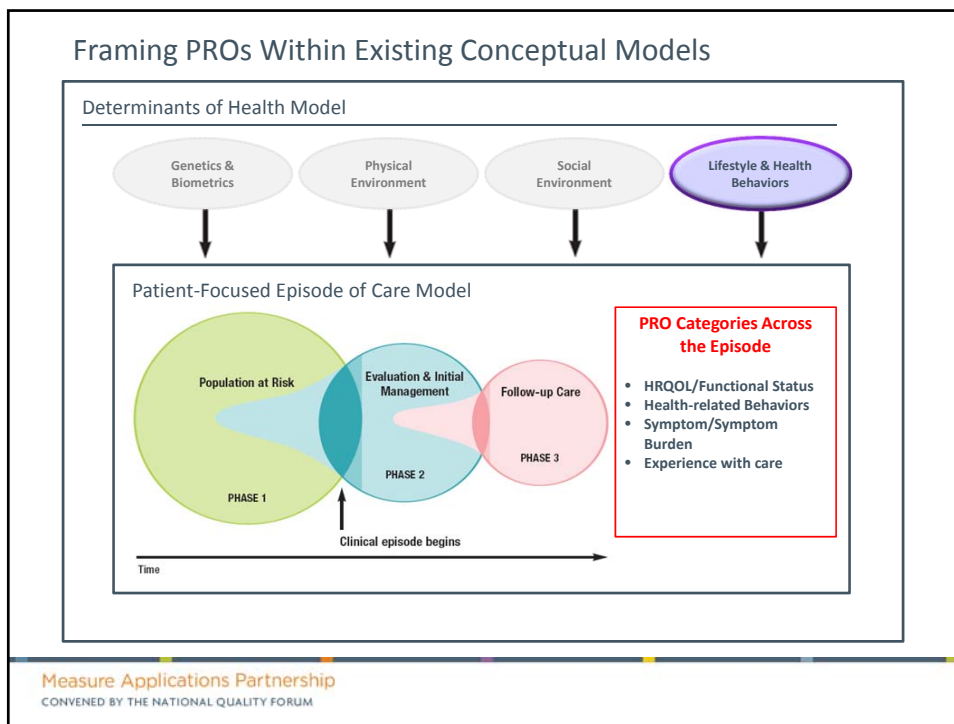 Framing PROs Within Existing Conceptual Models
Determinants of Health Model
Genetics &
Biometrics
Physical
Environment
Social
Environment
Lifestyle & Health
Behaviors
Patient-Focused Episode of Care Model
Population at Risk
PHASE 1
Evaluation & Initial
Management
PHASE 2
Follow-up Care
PHASE 3
Clinical episode begins
Time
PRO Categories Across
the Episode
• HRQOL/Functional Status
• Health-related Behaviors
• Symptom/Symptom
Burden
• Experience with care
Measure Applications Partnership
CONVENED BY THE NATIONAL QUALITY FORUM